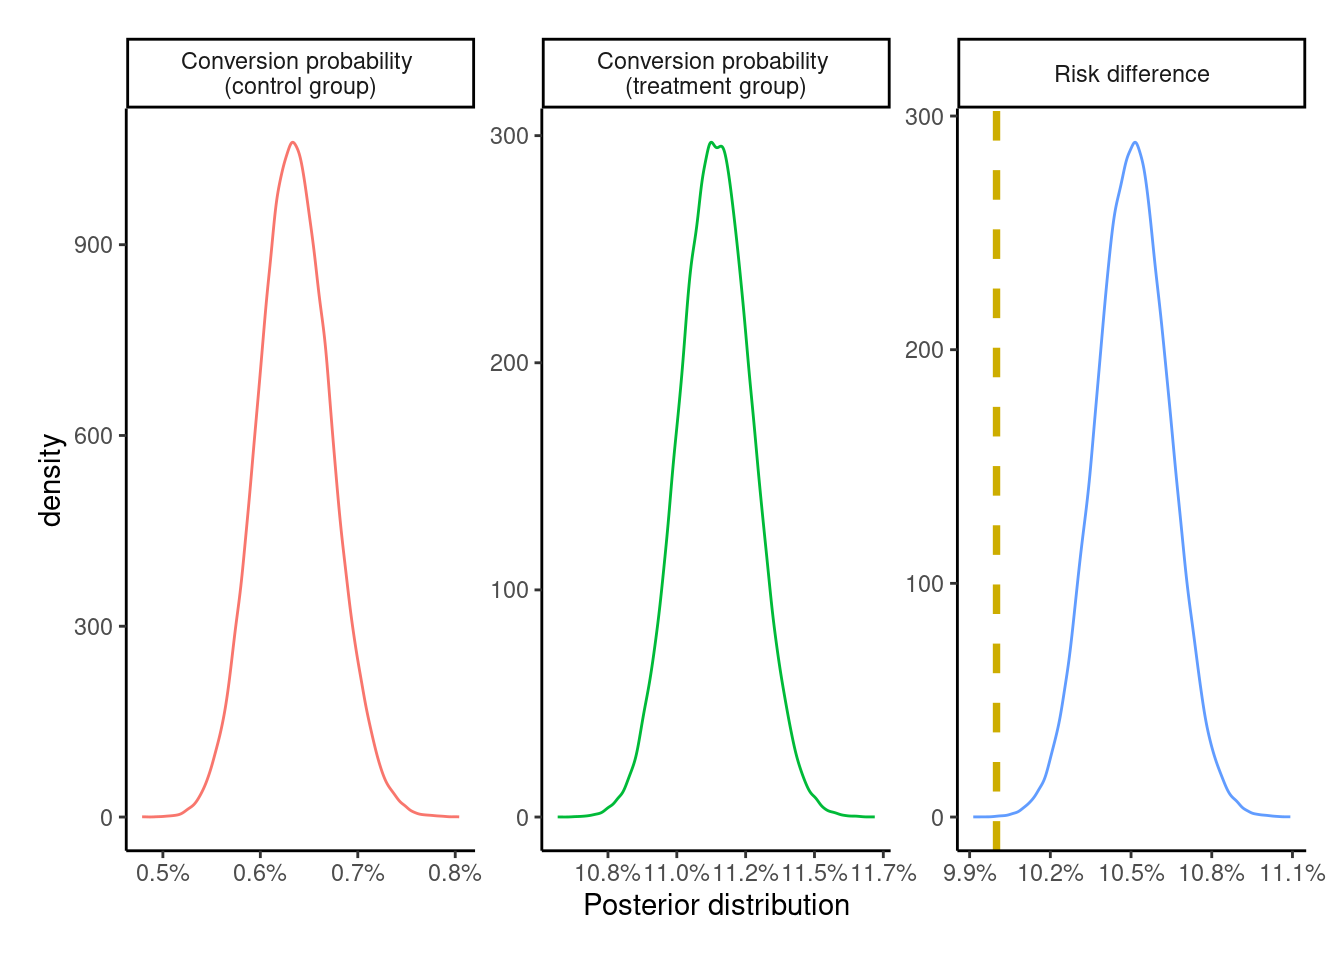 Conversion probability
(control group)
Conversion probability
(treatment group)
Risk difference
density
900
600
300
0
300
200
100
0
300
200
100
0
0.5% 0.6% 0.7% 0.8%
10.8% 11.0% 11.2% 11.5% 11.7%
9.9% 10.2% 10.5% 10.8% 11.1%
Posterior distribution